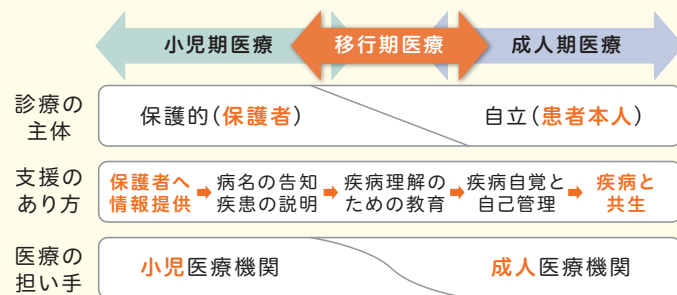 小児期医療 移行期医療 成人期医療
診療の
主体
保護的(保護者)
自立(患者本人)
支援の
あり方
保護者へ
情報提供
病名の告知
疾患の説明
疾病理解の
ための教育
疾病自覚と
自己管理
疾病と
共生
医療の
担い手
小児医療機関
成人医療機関